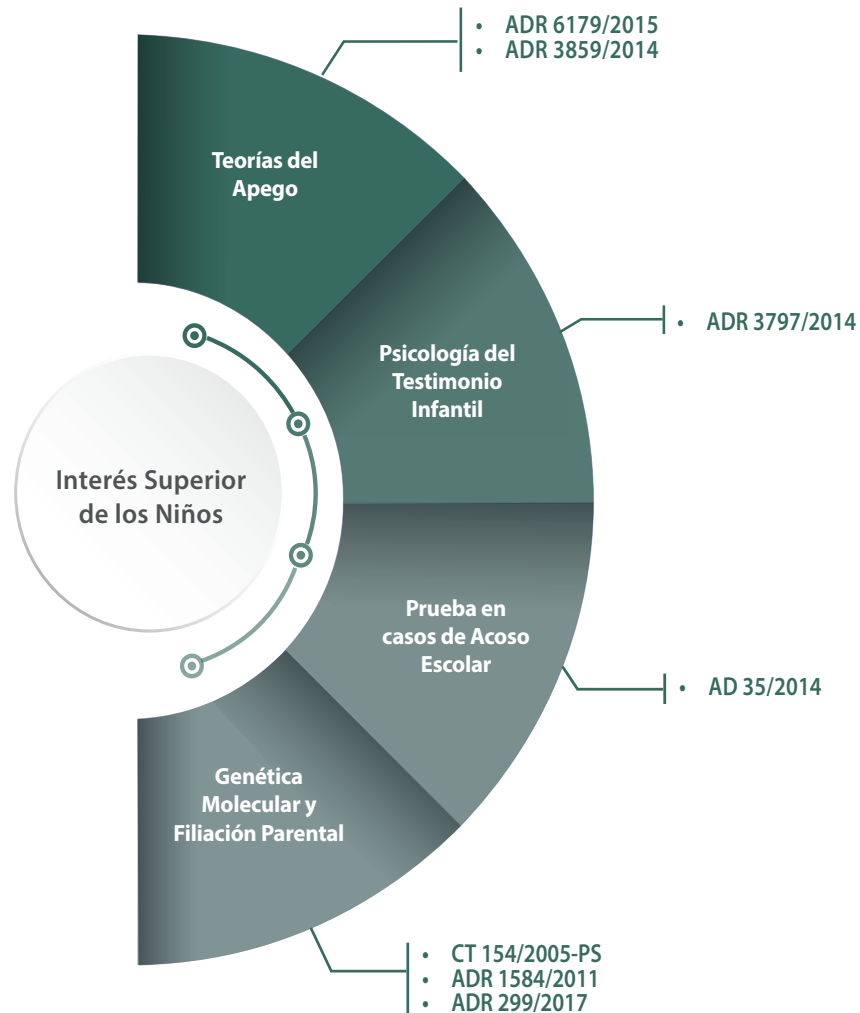 • ADR 6179/2015
• ADR 3859/2014
Teorías del
Apego
• ADR 3797/2014
Psicología del
Testimonio
Infantil
Interés Superior
de los Niños
Prueba en
casos de Acoso
Escolar
• AD 35/2014
Genética
Molecular y
Filiación Parental
• CT 154/2005-PS
• ADR 1584/2011
• ADR 299/2017